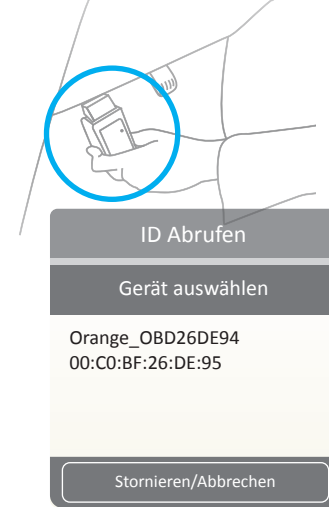 ID Abrufen
Gerät auswählen
Orange_OBD26DE94
00:C0:BF:26:DE:95
Stornieren/Abbrechen